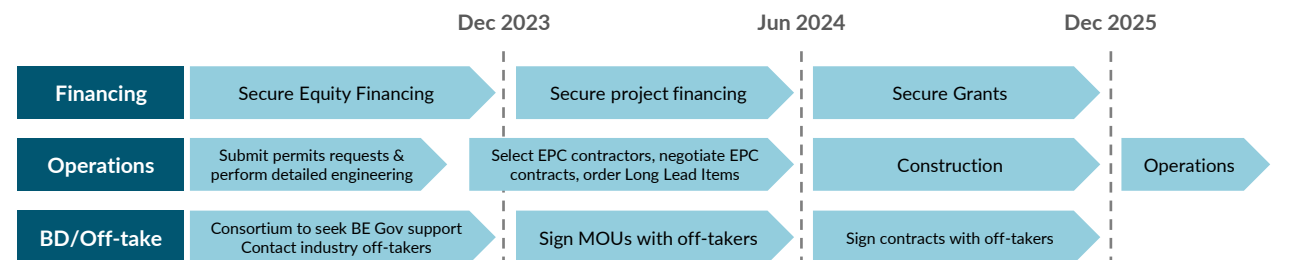 Dec 2023
Jun 2024
Dec 2025
Financing
Secure Equity Financing
Secure project financing
Secure Grants
Operations
Submit permits requests &
perform detailed engineering
Select EPC contractors, negotiate EPC
contracts, order Long Lead Items
Construction
Operations
BD/Off-take
Consortium to seek BE Gov support
Contact industry off-takers
Sign MOUs with off-takers
Sign contracts with off-takers